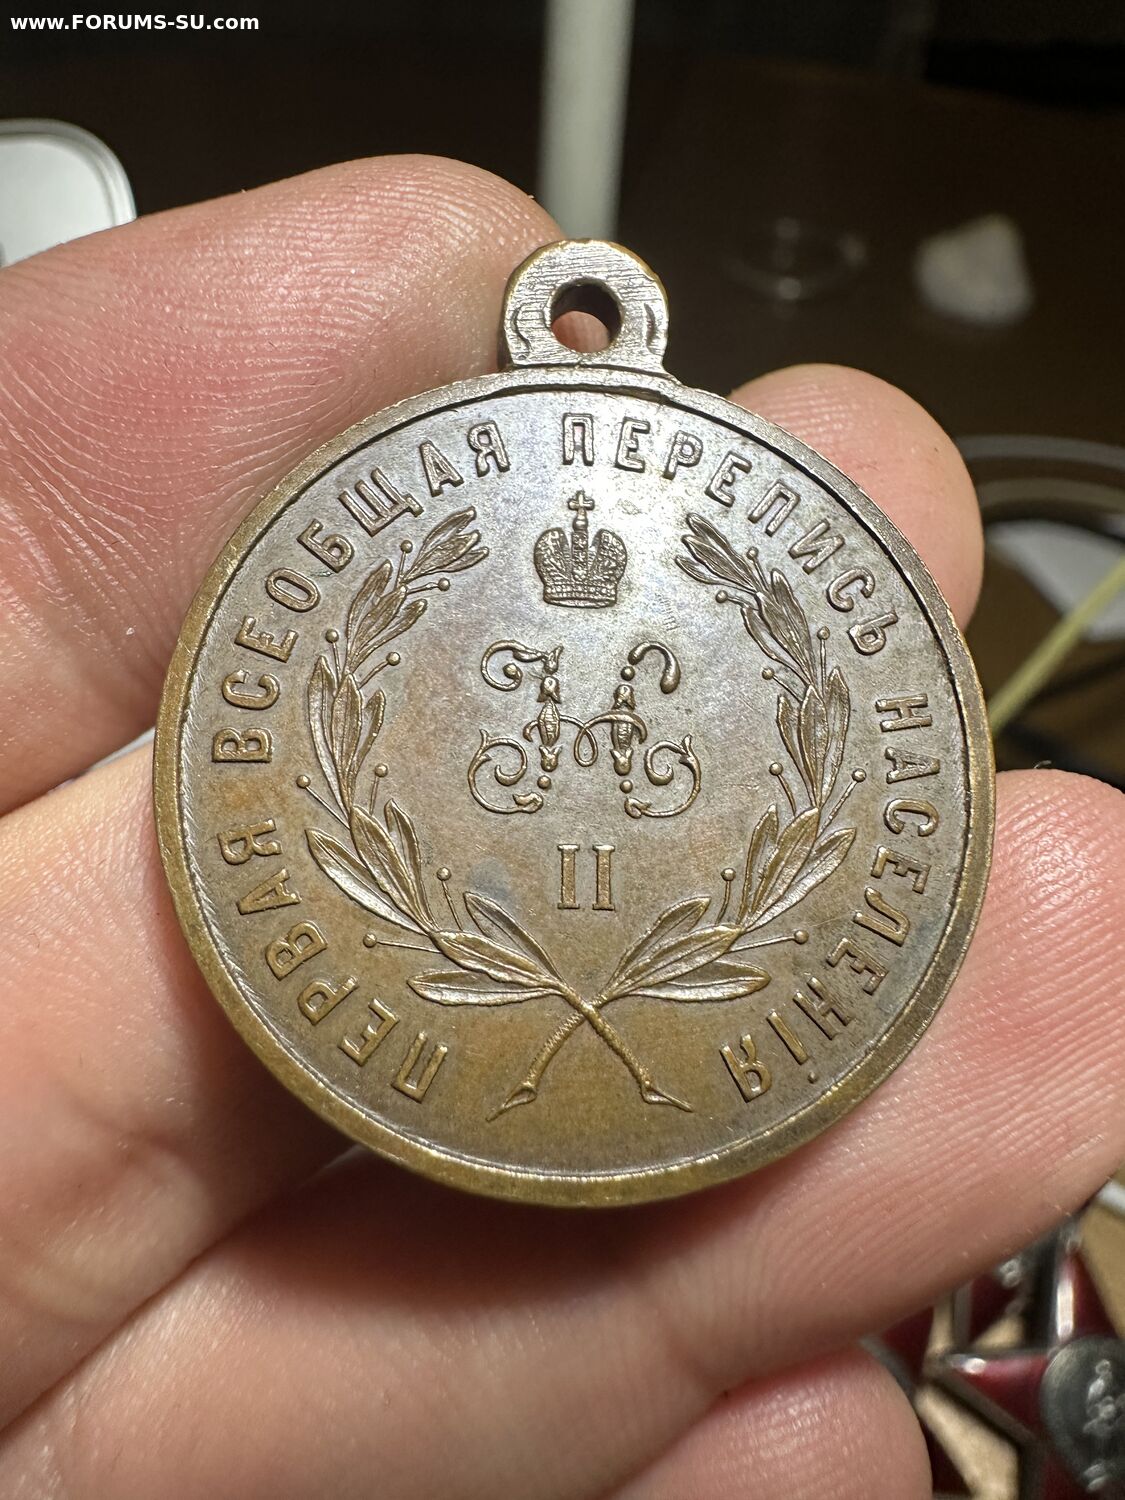 www.FORUMS-SU.com
ПЕРВАЯ ВСЕОБЩАЯ ПЕРЕПИСЬ НАСЕЛЕНІЯ
Н
II